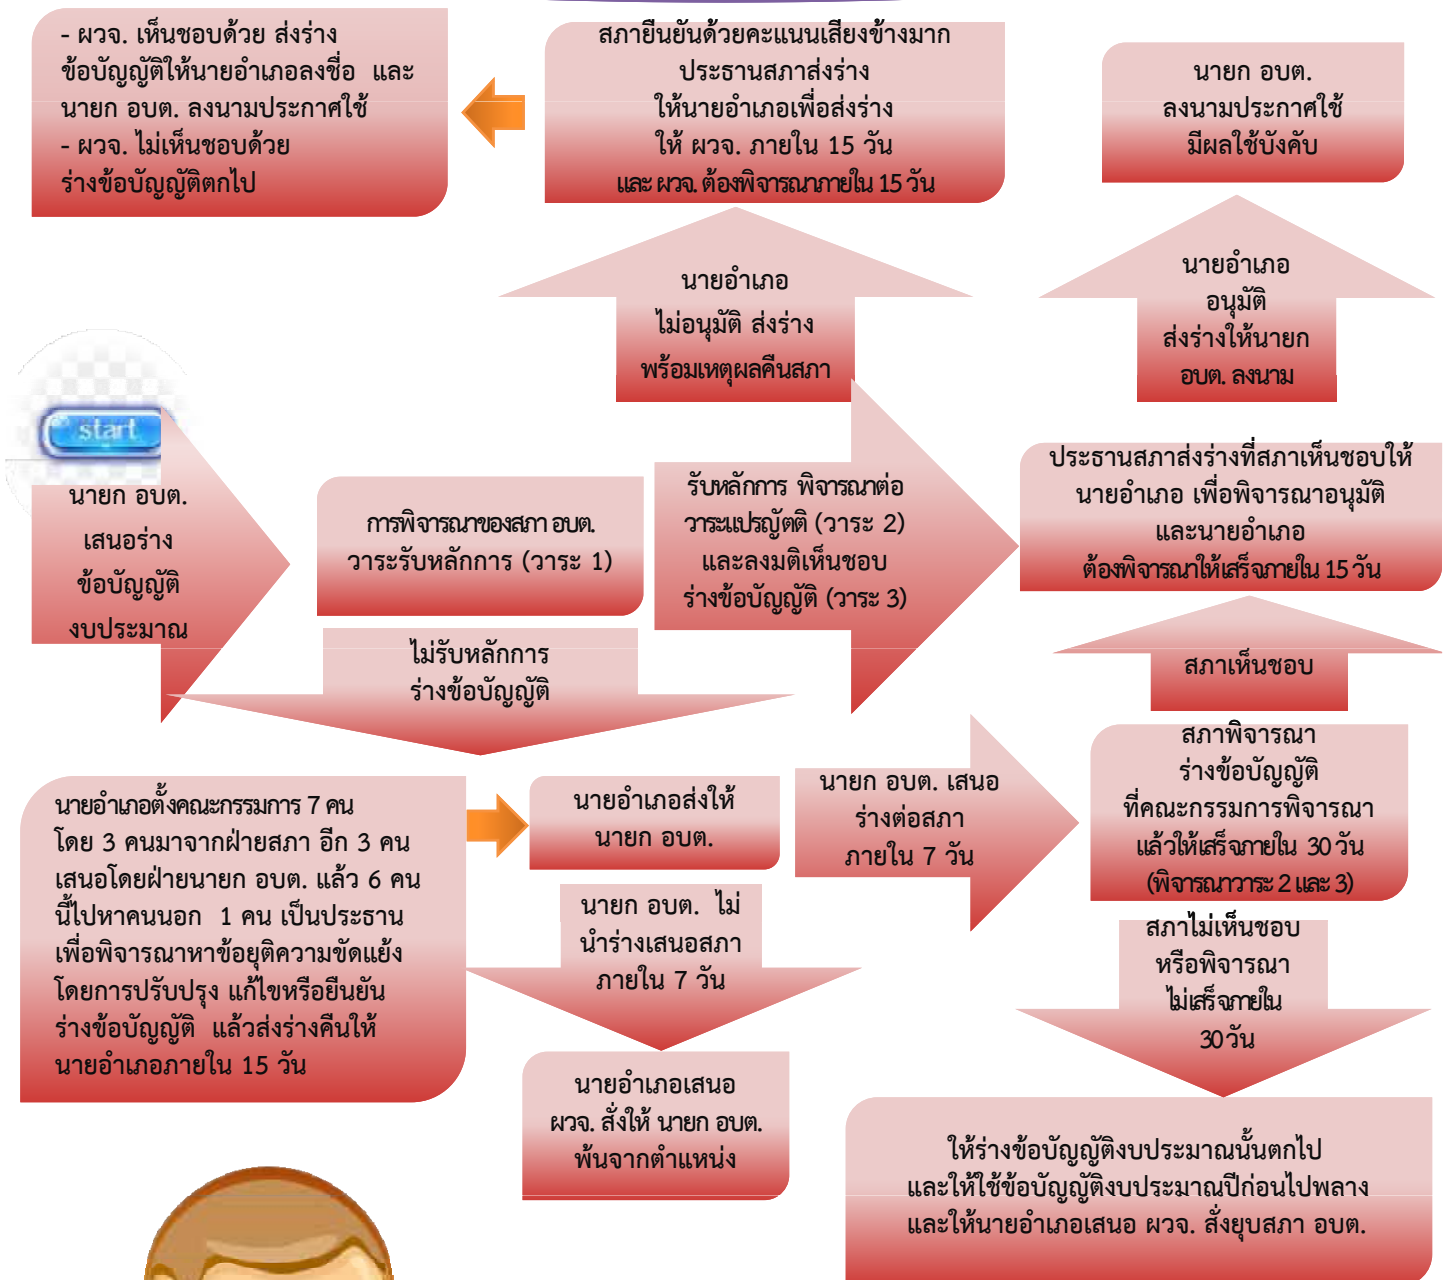 - ผวจ. เห็นชอบด้วย ส่งร่าง
ข้อบัญญัติให้นายอำเภอลงชื่อ และ
นายก อบต. ลงนามประกาศใช้
- ผวจ. ไม่เห็นชอบด้วย
ร่างข้อบัญญัติตกไป
สภายืนยันด้วยคะแนนเสียงข้างมาก
ประธานสภาส่งร่าง
ให้นายอำเภอเพื่อส่งร่าง
ให้ ผวจ. ภายใน 15 วัน
และ ผวจ. ต้องพิจารณาภายใน 15 วัน
นายก อบต.
ลงนามประกาศใช้
มีผลใช้บังคับ
นายอำเภอ
ไม่อนุมัติ ส่งร่าง
พร้อมเหตุผลคืนสภา
นายอำเภอ
อนุมัติ
ส่งร่างให้นายก
อบต. ลงนาม
start
นายก อบต.
เสนอร่าง
ข้อบัญญัติ
งบประมาณ
การพิจารณาของสภา อบต.
วาระรับหลักการ (วาระ 1)
รับหลักการ พิจารณาต่อ
วาระแปรญัตติ (วาระ 2)
และลงมติเห็นชอบ
ร่างข้อบัญญัติ (วาระ 3)
ประธานสภาส่งร่างที่สภาเห็นชอบให้
นายอำเภอ เพื่อพิจารณาอนุมัติ
และนายอำเภอ
ต้องพิจารณาให้เสร็จภายใน 15 วัน
ไม่รับหลักการ
ร่างข้อบัญญัติ
สภาเห็นชอบ
นายอำเภอตั้งคณะกรรมการ 7 คน
โดย 3 คนมาจากฝ่ายสภา อีก 3 คน
เสนอโดยฝ่ายนายก อบต. แล้ว 6 คน
นี้ไปหาคนนอก 1 คน เป็นประธาน
เพื่อพิจารณาหาข้อยุติความขัดแย้ง
โดยการปรับปรุง แก้ไขหรือยืนยัน
ร่างข้อบัญญัติ แล้วส่งร่างคืนให้
นายอำเภอภายใน 15 วัน
นายอำเภอส่งให้
นายก อบต.
นายก อบต. เสนอ
ร่างต่อสภา
ภายใน 7 วัน
สภาพิจารณา
ร่างข้อบัญญัติ
ที่คณะกรรมการพิจารณา
แล้วให้เสร็จภายใน 30 วัน
(พิจารณาวาระ 2 และ 3)
นายก อบต. ไม่
นำร่างเสนอสภา
ภายใน 7 วัน
สภาไม่เห็นชอบ
หรือพิจารณา
ไม่เสร็จภายใน
30 วัน
นายอำเภอเสนอ
ผวจ. สั่งให้ นายก อบต.
พ้นจากตำแหน่ง
ให้ร่างข้อบัญญัติงบประมาณนั้นตกไป
และให้ใช้ข้อบัญญัติงบประมาณปีก่อนไปพลาง
และให้นายอำเภอเสนอ ผวจ. สั่งยุบสภา อบต.